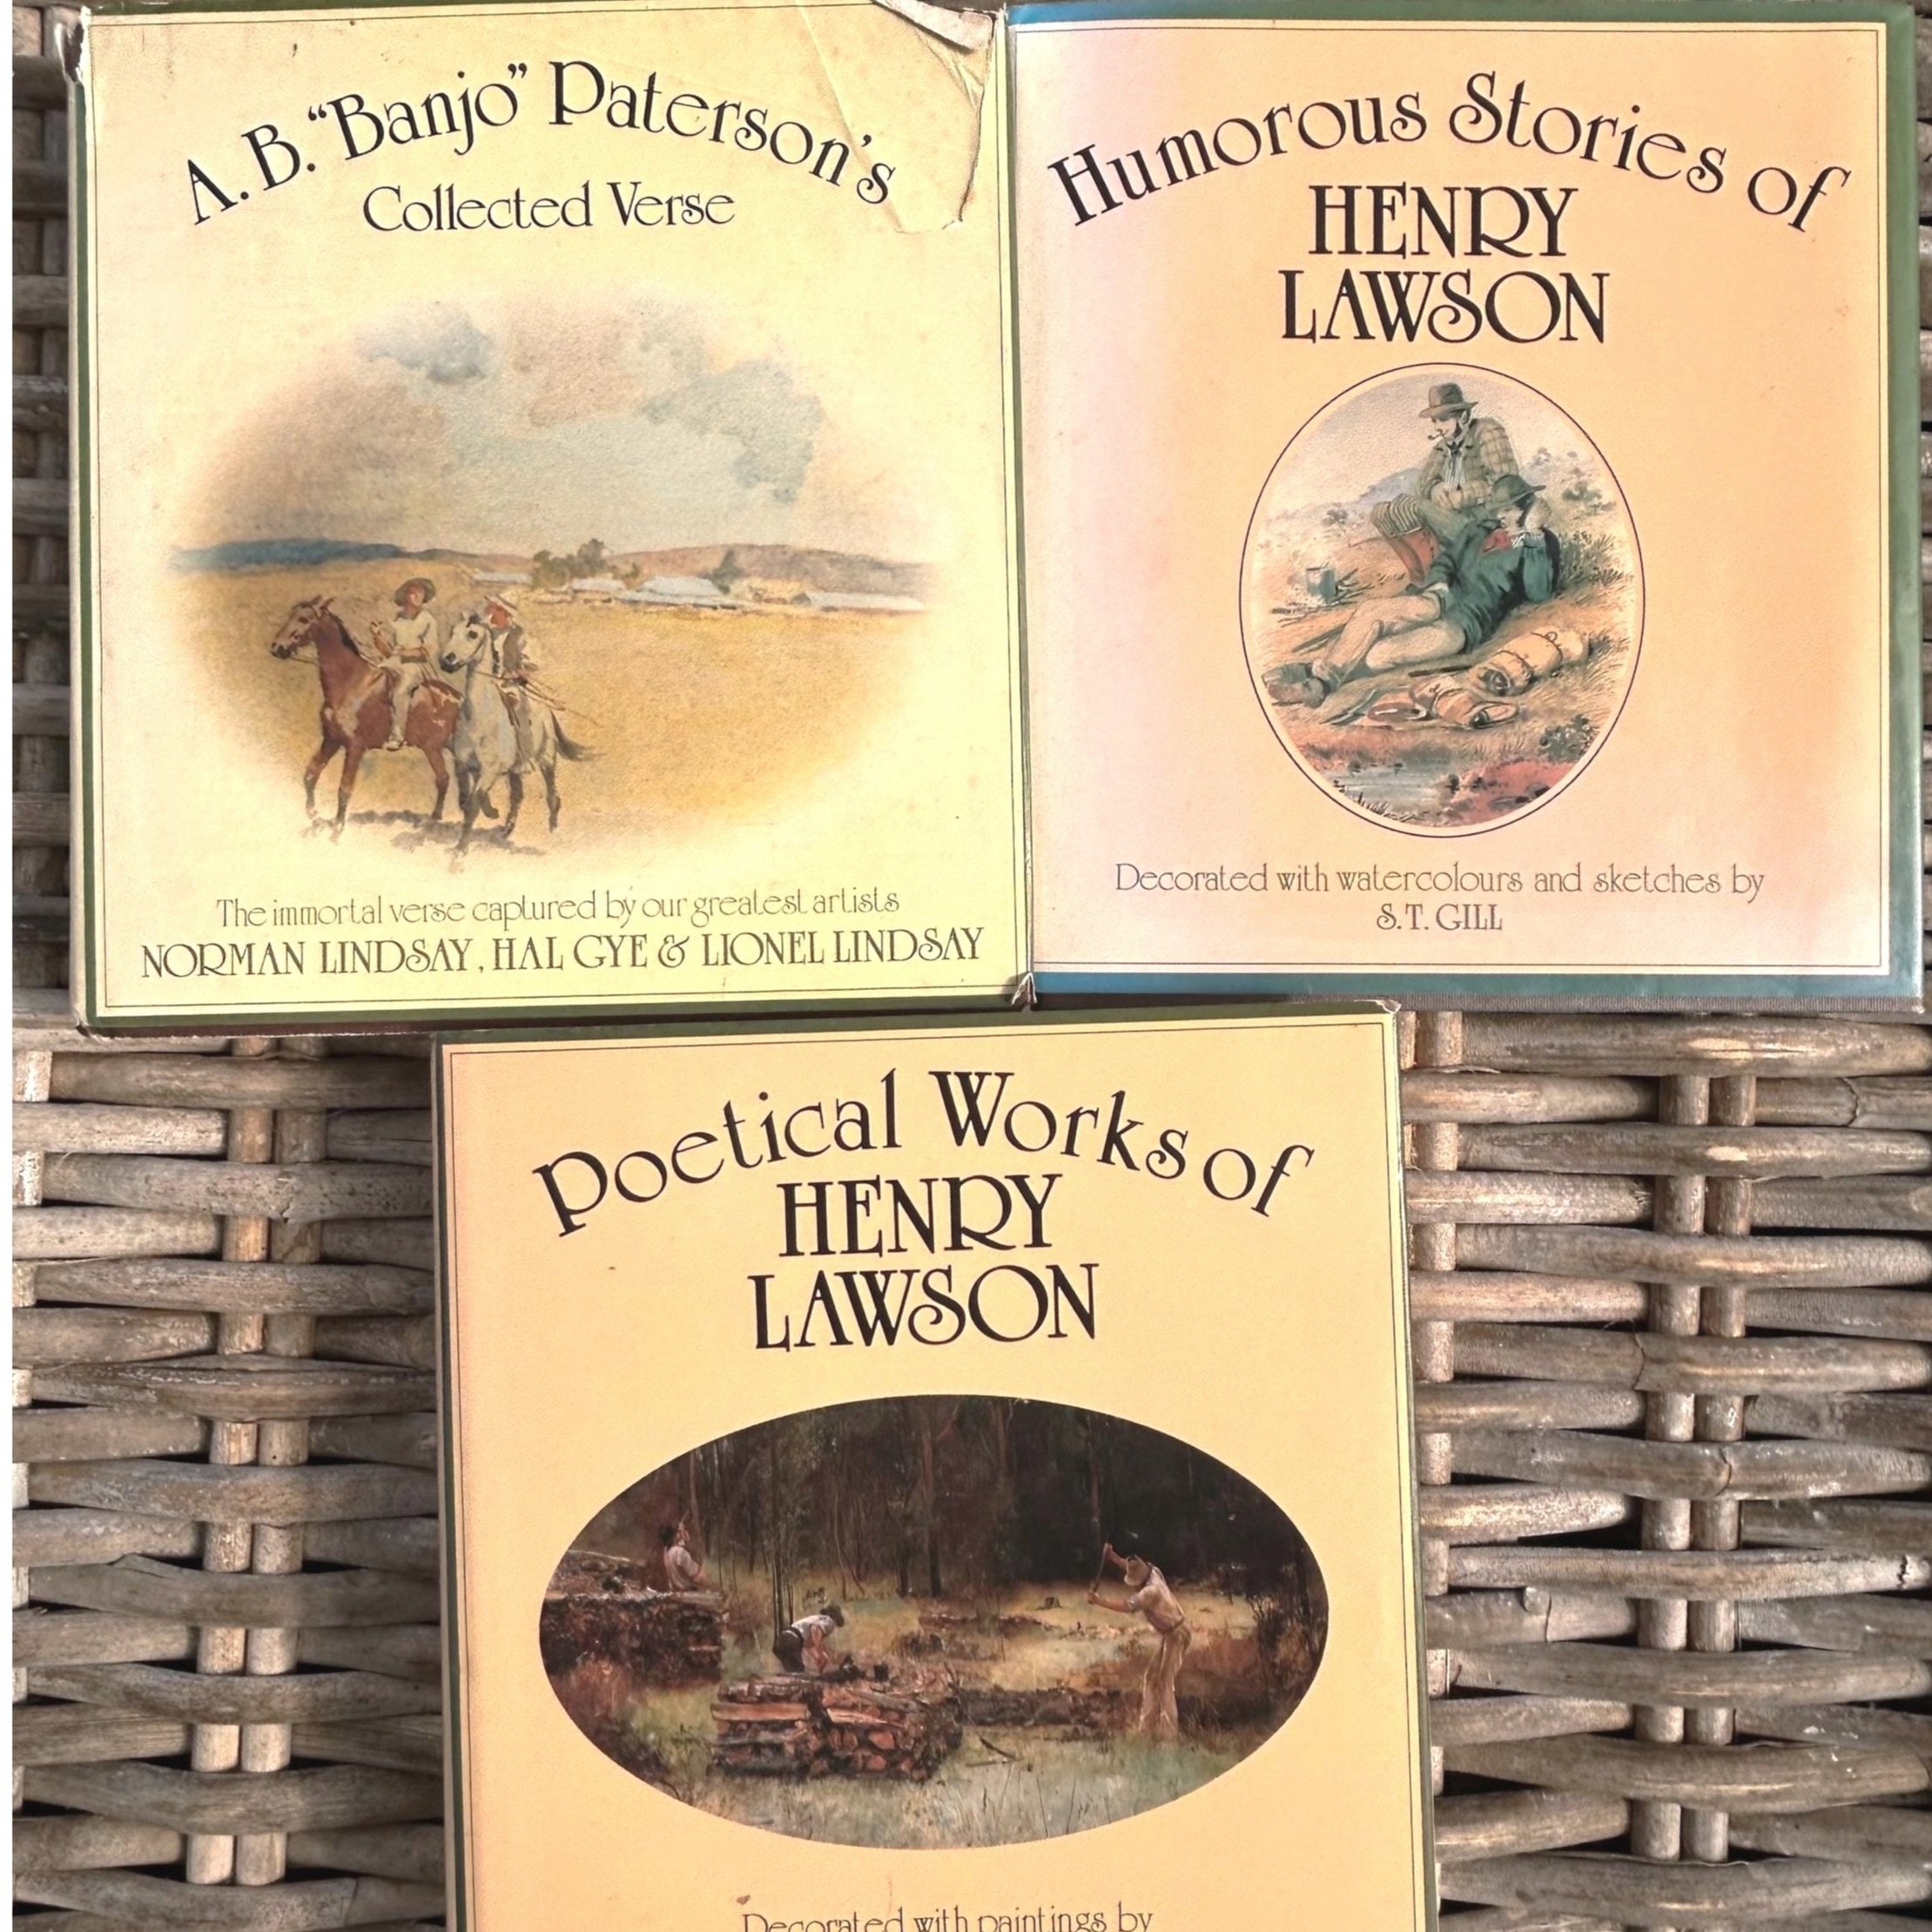 A. B. “Banjo” Paterson's
Collected Verse
The immortal verse captured by our greatest artists
NORMAN LINDSAY, HAL GYE & LIONEL LINDSAY
Humorous Stories of
HENRY
LAWSON
Decorated with watercolours and sketches by
S.T. GILL
Poetical Works of
HENRY
LAWSON
Decorated with paintings by